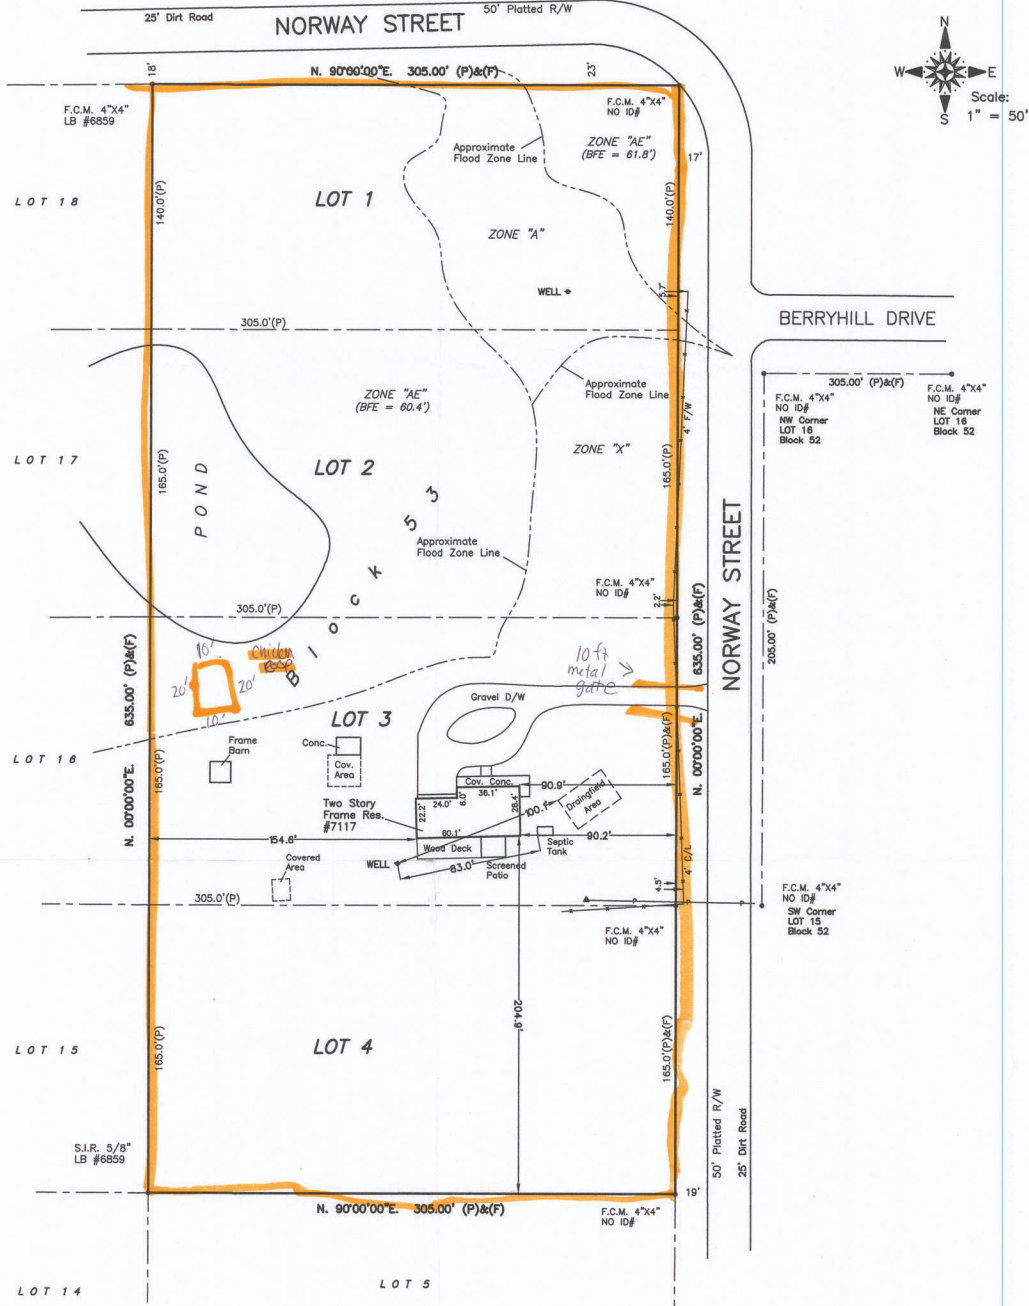 25' Dirt Road
NORWAY STREET
50' Platted R/W
N
W E
S
Scale:
1" = 50'
18'
N. 90°00'00"E. 305.00' (P)&(F)
23'
F.C.M. 4"X4"
LB #6859
F.C.M. 4"X4"
NO ID#
Approximate
Flood Zone Line
ZONE "AE"
(BFE = 61.8')
17'
LOT 18
140.0'(P)
LOT 1
140.0'(P)
ZONE "A"
WELL
5.7'
305.0'(P)
BERRYHILL DRIVE
ZONE "AE"
(BFE = 60.4')
Approximate
Flood Zone Line
305.00' (P)&(F)
F.C.M. 4"X4"
NO ID#
NW Corner
LOT 16
Block 52
F.C.M. 4"X4"
NO ID#
NE Corner
LOT 16
Block 52
4' F/W
LOT 17
165.0'(P)
POND
LOT 2
ZONE "X"
165.0'(P)
Block 53
Approximate
Flood Zone Line
NORWAY STREET
F.C.M. 4"X4"
NO ID#
2.2'
305.0'(P)
205.00' (P)&(F)
N. 00°00'00"E. 635.00' (P)&(F)
10'
20' 20'
10'
Chicken
Coop
10 ft
metal
gate
N. 00°00'00"E. 635.00' (P)&(F)
Gravel D/W
LOT 16
165.0'(P)
LOT 3
165.0'(P)&(F)
Frame
Barn
Conc.
Cov.
Area
Cov. Conc.
36.1'
90.9'
24.0'
6.0'
22.2'
28.4'
100.1'
Drainfield
Area
Two Story
Frame Res.
#7117
60.1'
154.6'
90.2'
Wood Deck
Screened
Patio
Septic
Tank
WELL
83.0'
Covered
Area
4' C/L
4.5'
305.0'(P)
F.C.M. 4"X4"
NO ID#
SW Corner
LOT 15
Block 52
F.C.M. 4"X4"
NO ID#
204.9'
LOT 15
165.0'(P)
LOT 4
165.0'(P)&(F)
50' Platted R/W
25' Dirt Road
S.I.R. 5/8"
LB #6859
19'
N. 90°00'00"E. 305.00' (P)&(F)
F.C.M. 4"X4"
NO ID#
LOT 14
LOT 5